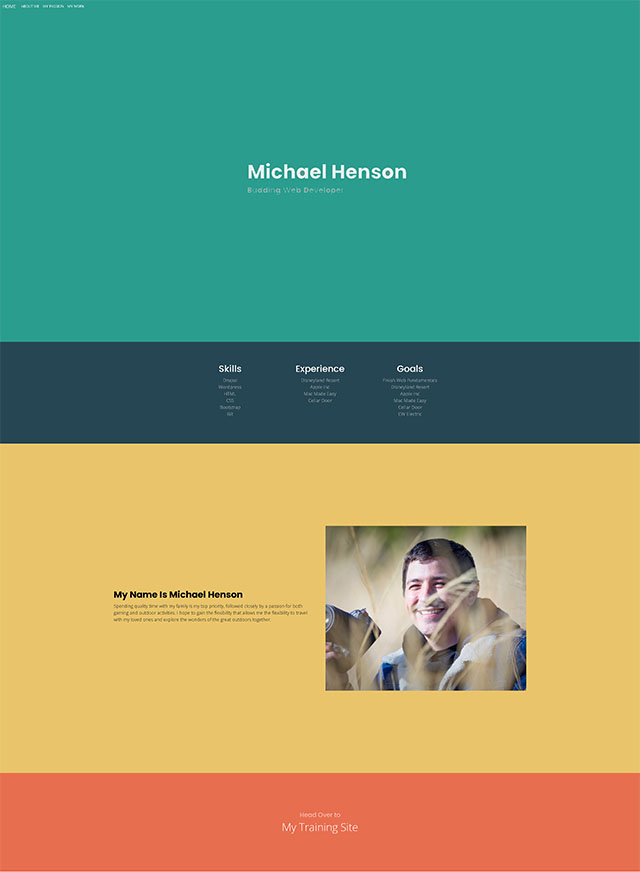 HOME ABOUT ME MY PASSION MY WORK
Michael Henson
Budding Web Developer
Skills
Drupal
Wordpress
HTML
CSS
Bootstrap
Git
Experience
Disneyland Resort
Apple Inc.
Mac Made Easy
Cellar Door
Goals
Finish Web Fundamentals
Disneyland Resort
Apple Inc.
Mac Made Easy
Cellar Door
My Name Is Michael Henson
Spending quality time with my family is my top priority, followed closely by a passion for both
gaming and outdoor activities. I hope to gain the flexibility that allows me the flexibility to travel
with my loved ones and explore the wonders of the great outdoors together.
Head Over to
My Training Site